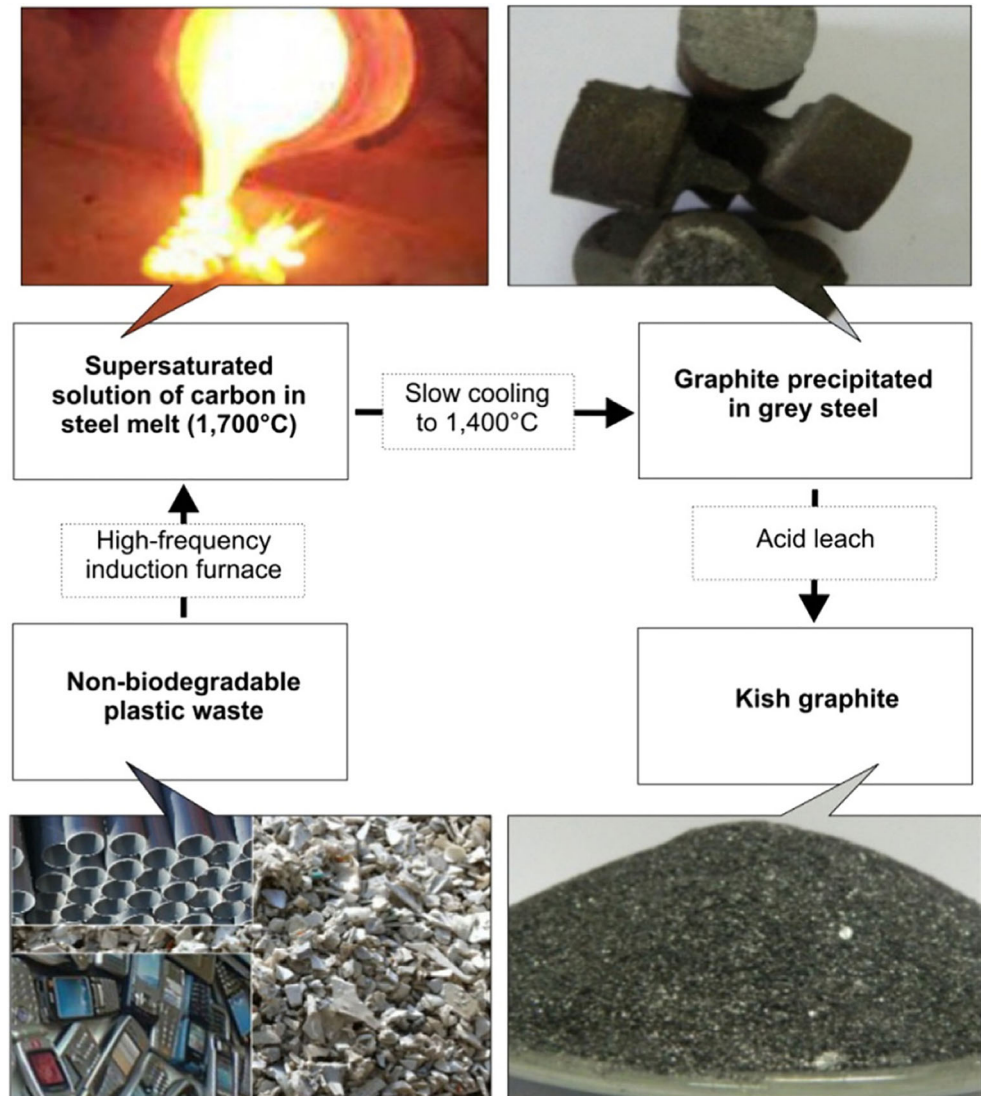 Supersaturated
solution of carbon in
steel melt (1,700°C)
Slow cooling
to 1,400°C
Graphite precipitated
in grey steel
High-frequency
induction furnace
Acid leach
Non-biodegradable
plastic waste
Kish graphite